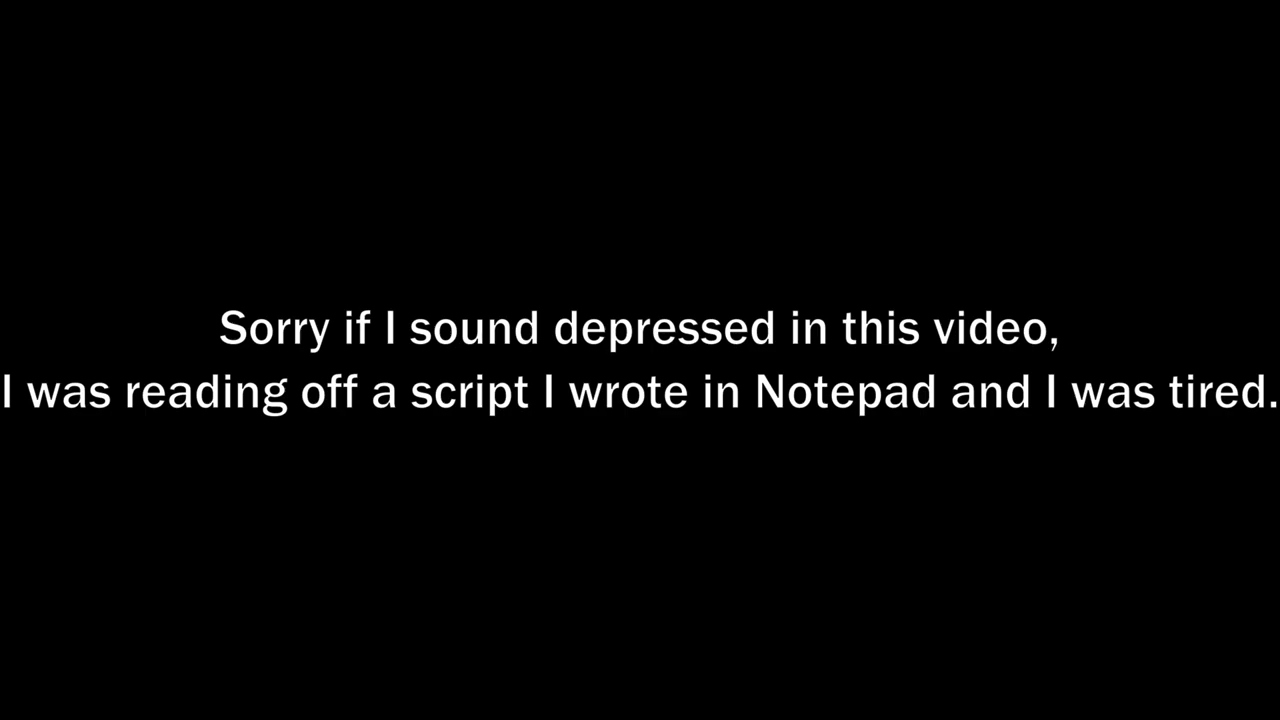 Sorry if I sound depressed in this video,
I was reading off a script I wrote in Notepad and I was tired.